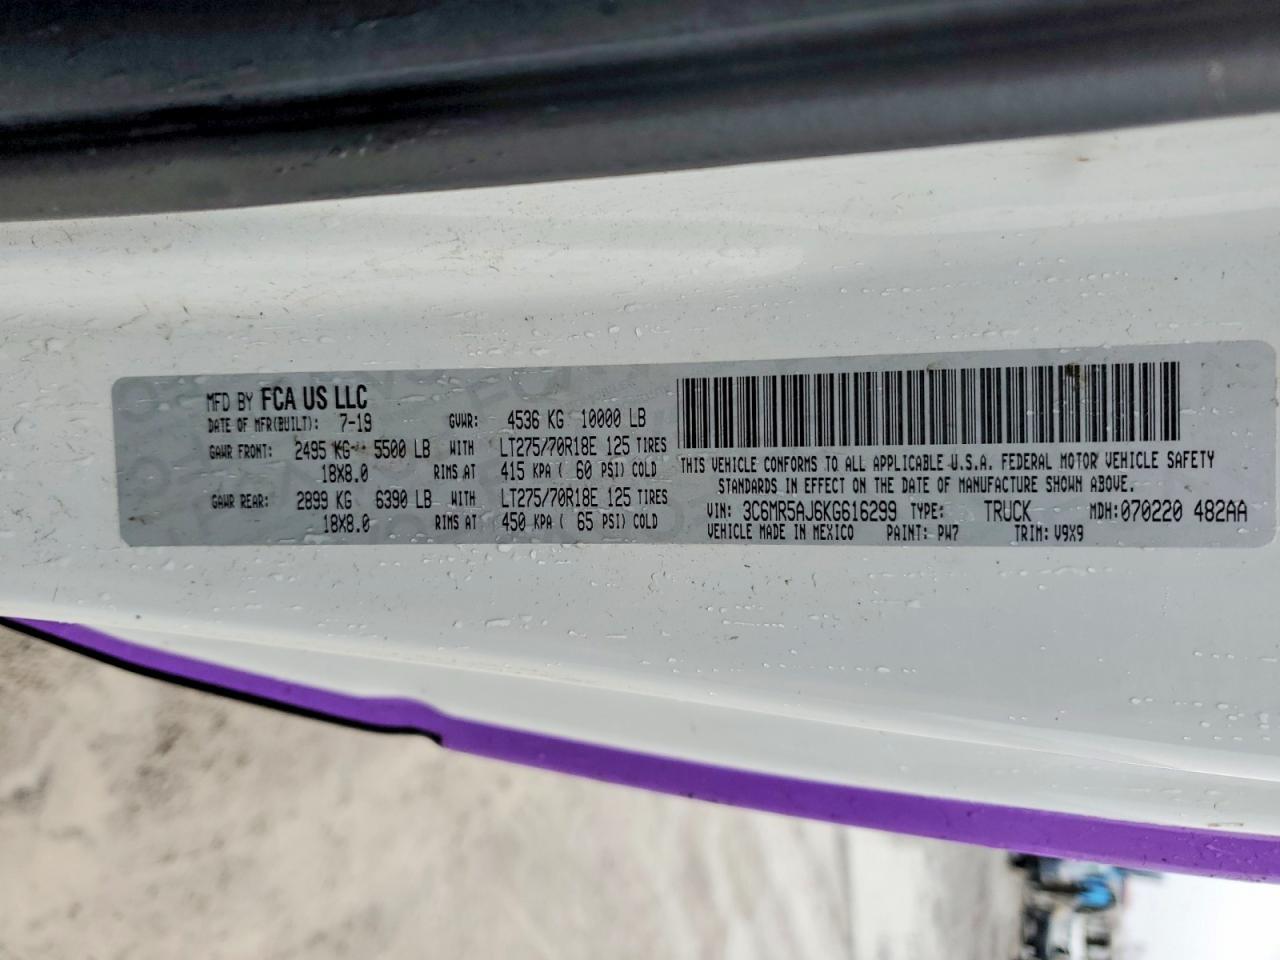 MFD BY FCA US LLC
DATE OF MFR(BUILT): 7-19 GVWR: 4536 KG 10000 LB
GAWR FRONT: 2495 KG 5500 LB WITH LT275/70R18E 125 TIRES
18X8.0 RIMS AT 415 KPA ( 60 PSI) COLD
GAWR REAR: 2899 KG 6390 LB WITH LT275/70R18E 125 TIRES
18X8.0 RIMS AT 450 KPA ( 65 PSI) COLD
THIS VEHICLE CONFORMS TO ALL APPLICABLE U.S.A. FEDERAL MOTOR VEHICLE SAFETY
STANDARDS IN EFFECT ON THE DATE OF MANUFACTURE SHOWN ABOVE.
VIN: 3C6MR5AJ6KG616299 TYPE: TRUCK MDH:070220 482AA
VEHICLE MADE IN MEXICO PAINT: PW7 TRIM: V9X9